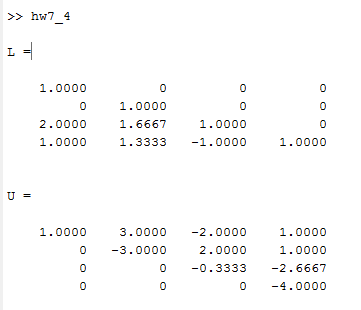 >> hw7_4
L =
1.0000 0 0 0
0 1.0000 0 0
2.0000 1.6667 1.0000 0
1.0000 1.3333 -1.0000 1.0000
U =
1.0000 3.0000 -2.0000 1.0000
0 -3.0000 2.0000 1.0000
0 0 -0.3333 -2.6667
0 0 0 -4.0000